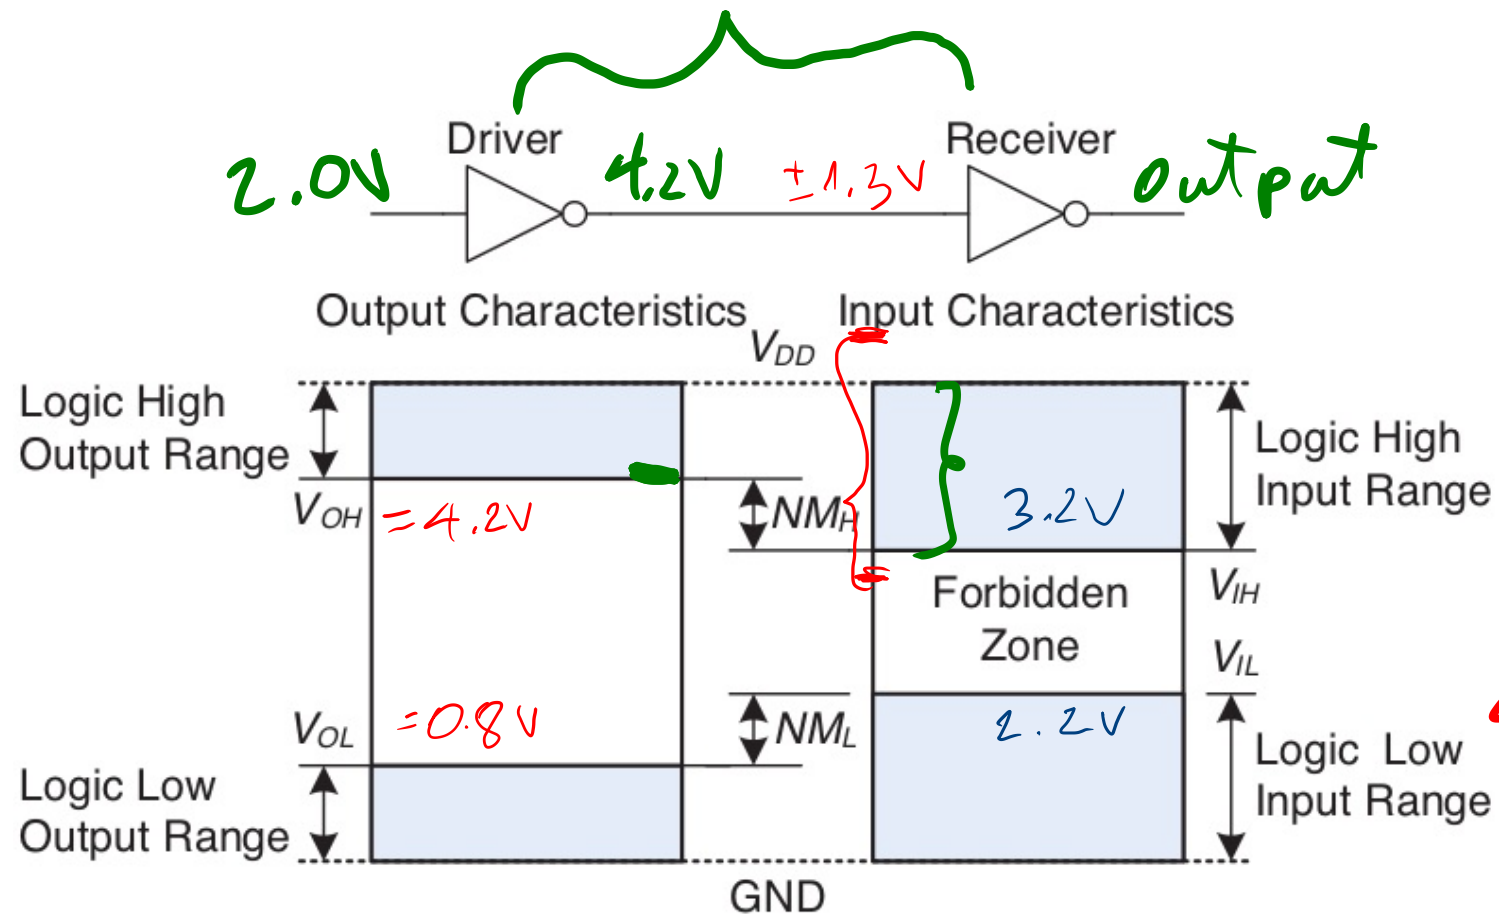 Driver
Receiver
2.0V
4.2V
±1.3V
Output
Output Characteristics
Input Characteristics
VDD
Logic High
Output Range
Logic High
Input Range
VOH
=4.2V
NMH
3.2V
Forbidden
Zone
VIH
VIL
VOL
=0.8V
NML
2.2V
Logic Low
Output Range
Logic Low
Input Range
GND